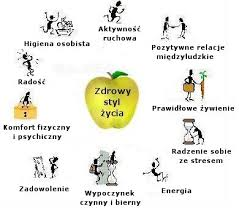 Aktywność
ruchowa
Higiena osobista
Pozytywne relacje
międzyludzkie
Radość
Zdrowy
styl
życia
Prawidłowe żywienie
Komfort fizyczny
i psychiczny
Radzenie sobie
ze stresem
Zadowolenie
Wypoczynek
czynny i bierny
Energia